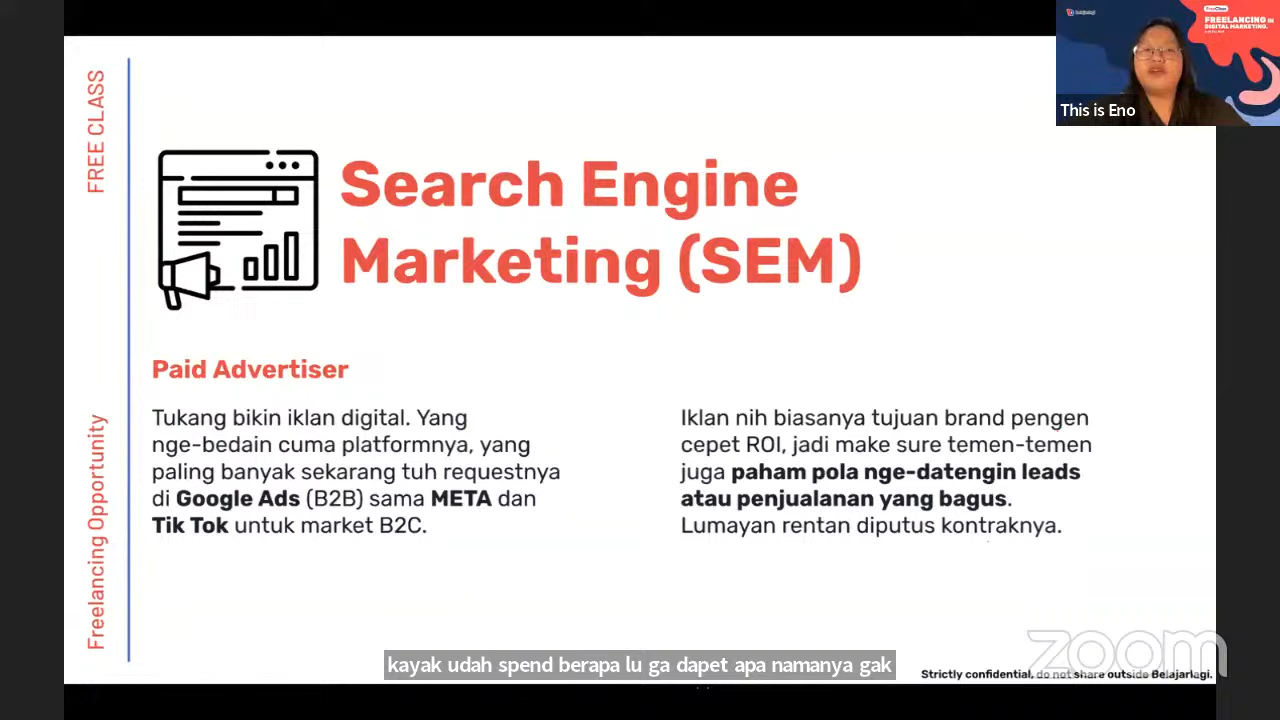 FREE CLASS
Freelancing Opportunity
Search Engine
Marketing (SEM)
Paid Advertiser
Tukang bikin iklan digital. Yang
nge-bedain cuma platformnya, yang
paling banyak sekarang tuh requestnya
di Google Ads (B2B) sama META dan
Tik Tok untuk market B2C.
Iklan nih biasanya tujuan brand pengen
cepet ROI, jadi make sure temen-temen
juga paham pola nge-datengin leads
atau penjualanan yang bagus.
Lumayan rentan diputus kontraknya.
FreeClass
FREELANCING IN
DIGITAL MARKETING.
This is Eno
kayak udah spend berapa lu ga dapet apa namanya gak
zoom
Strictly confidential, do not share outside Belajarlagi.